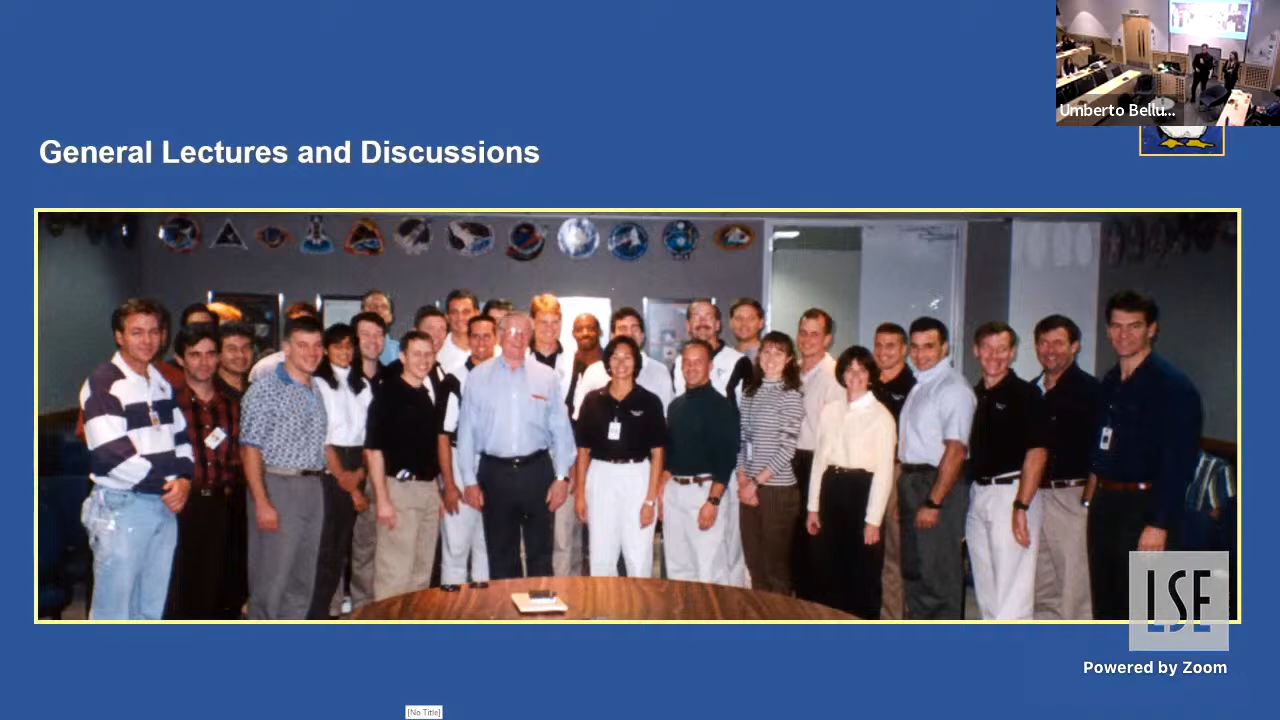 Umberto Bellu...
General Lectures and Discussions
LSE
Powered by Zoom
[No Title]